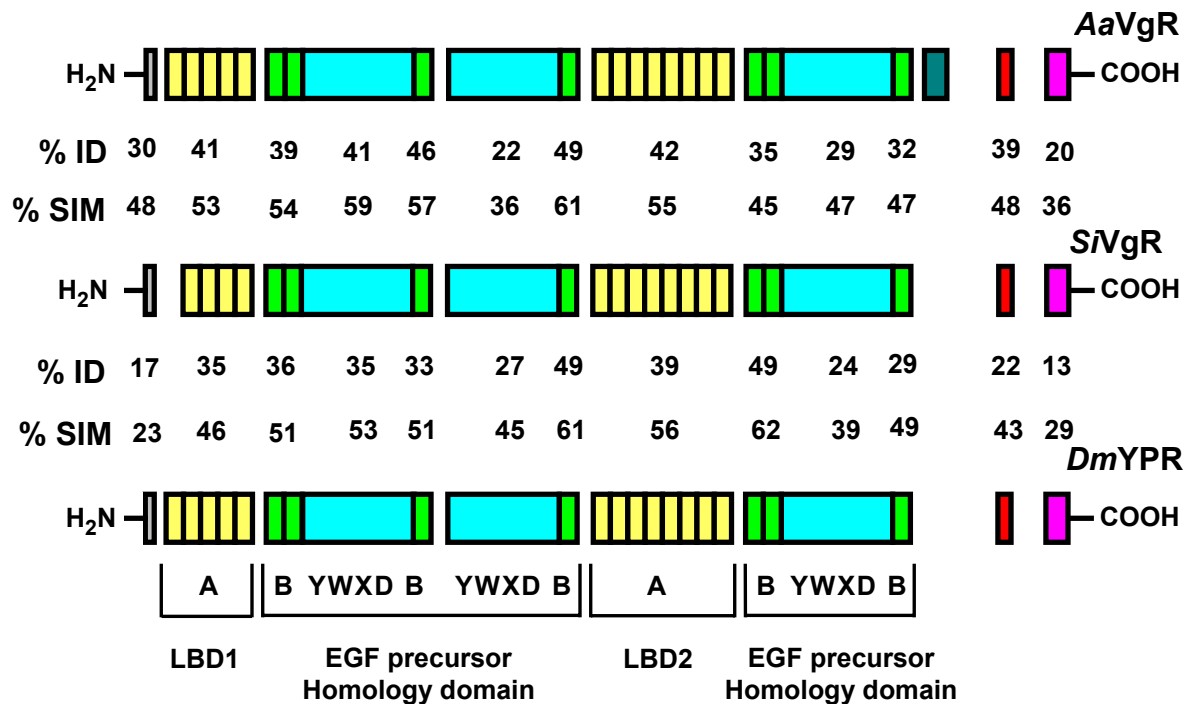 AaVgR
H2N COOH
% ID 30 41 39 41 46 22 49 42 35 29 32 39 20
% SIM 48 53 54 59 57 36 61 55 45 47 47 48 36
SiVgR
H2N COOH
% ID 17 35 36 35 33 27 49 39 49 24 29 22 13
% SIM 23 46 51 53 51 45 61 56 62 39 49 43 29
DmYPR
H2N COOH
A B YWXD B YWXD B A B YWXD B
LBD1 EGF precursor LBD2 EGF precursor
Homology domain Homology domain